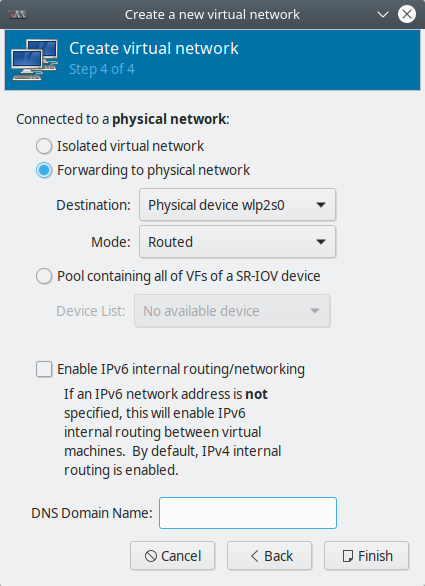 Create a new virtual network
Create virtual network
Step 4 of 4
Connected to a physical network:
Isolated virtual network
Forwarding to physical network
Destination: Physical device wlp2s0
Mode: Routed
Pool containing all of VFs of a SR-IOV device
Device List: No available device
Enable IPv6 internal routing/networking
If an IPv6 network address is not
specified, this will enable IPv6
internal routing between virtual
machines.  By default, IPv4 internal
routing is enabled.
DNS Domain Name:
Cancel Back Finish